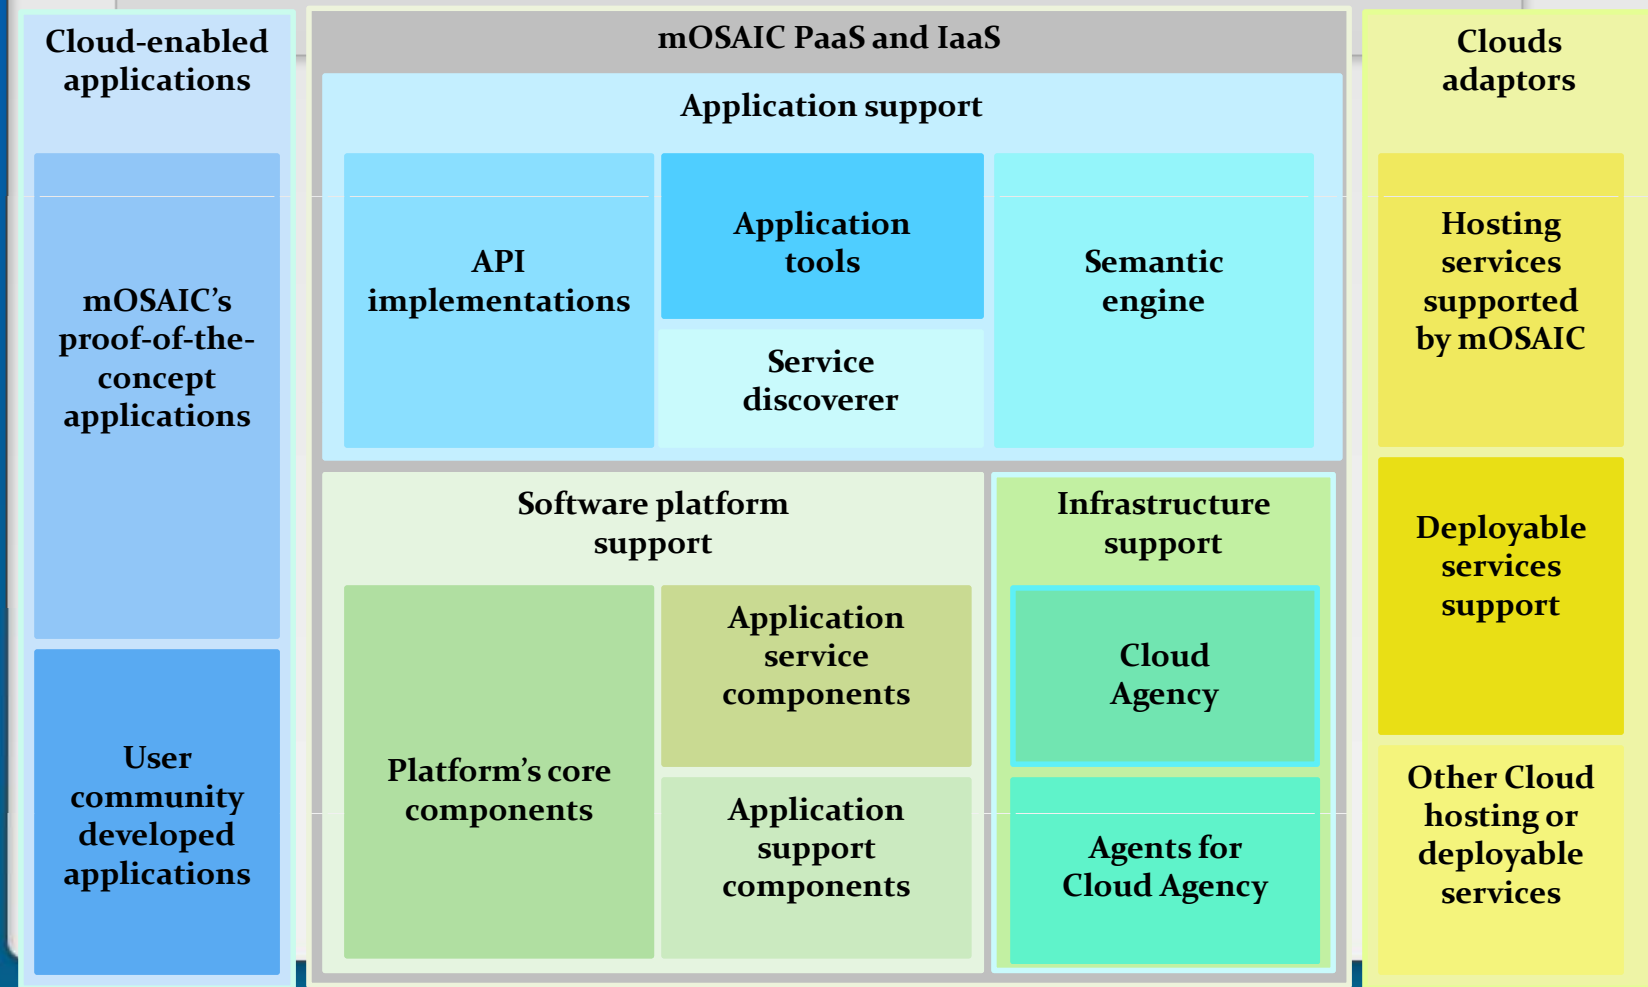 Cloud-enabled
applications
mOSAIC’s
proof-of-the-
concept
applications
User
community
developed
applications
mOSAIC PaaS and IaaS
Application support
API
implementations
Application
tools
Service
discoverer
Semantic
engine
Software platform
support
Platform’s core
components
Application
service
components
Application
support
components
Infrastructure
support
Cloud
Agency
Agents for
Cloud Agency
Clouds
adaptors
Hosting
services
supported
by mOSAIC
Deployable
services
support
Other Cloud
hosting or
deployable
services